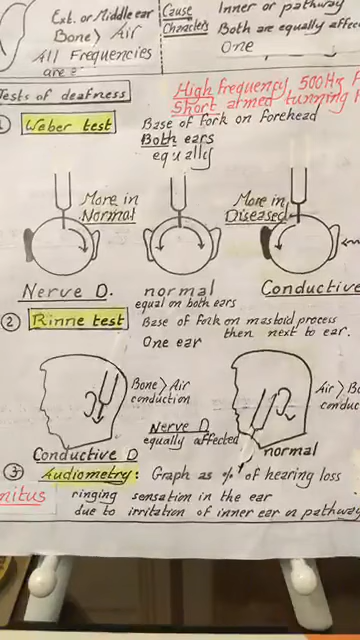 Ext. or Middle ear
Bone > Air
All Frequencies
are
Cause
Characters
Inner or pathway
Both are equally affe
One
Tests of deafness
High frequency 500Hz F
Short armed tunning F
1 Weber test
Base of fork on forehead
Both ears
equally
More in
Normal
More in
Diseased
Nerve D.
normal
equal on both ears
Conductive
2 Rinne test
Base of fork on mastoid process
then next to ear.
One ear
Bone > Air
conduction
Air > B
conduc
Nerve D
equally affected
Conductive D
normal
3 Audiometry: Graph as % of hearing loss
nitus
ringing sensation in the ear
due to irritation of inner ear or pathway